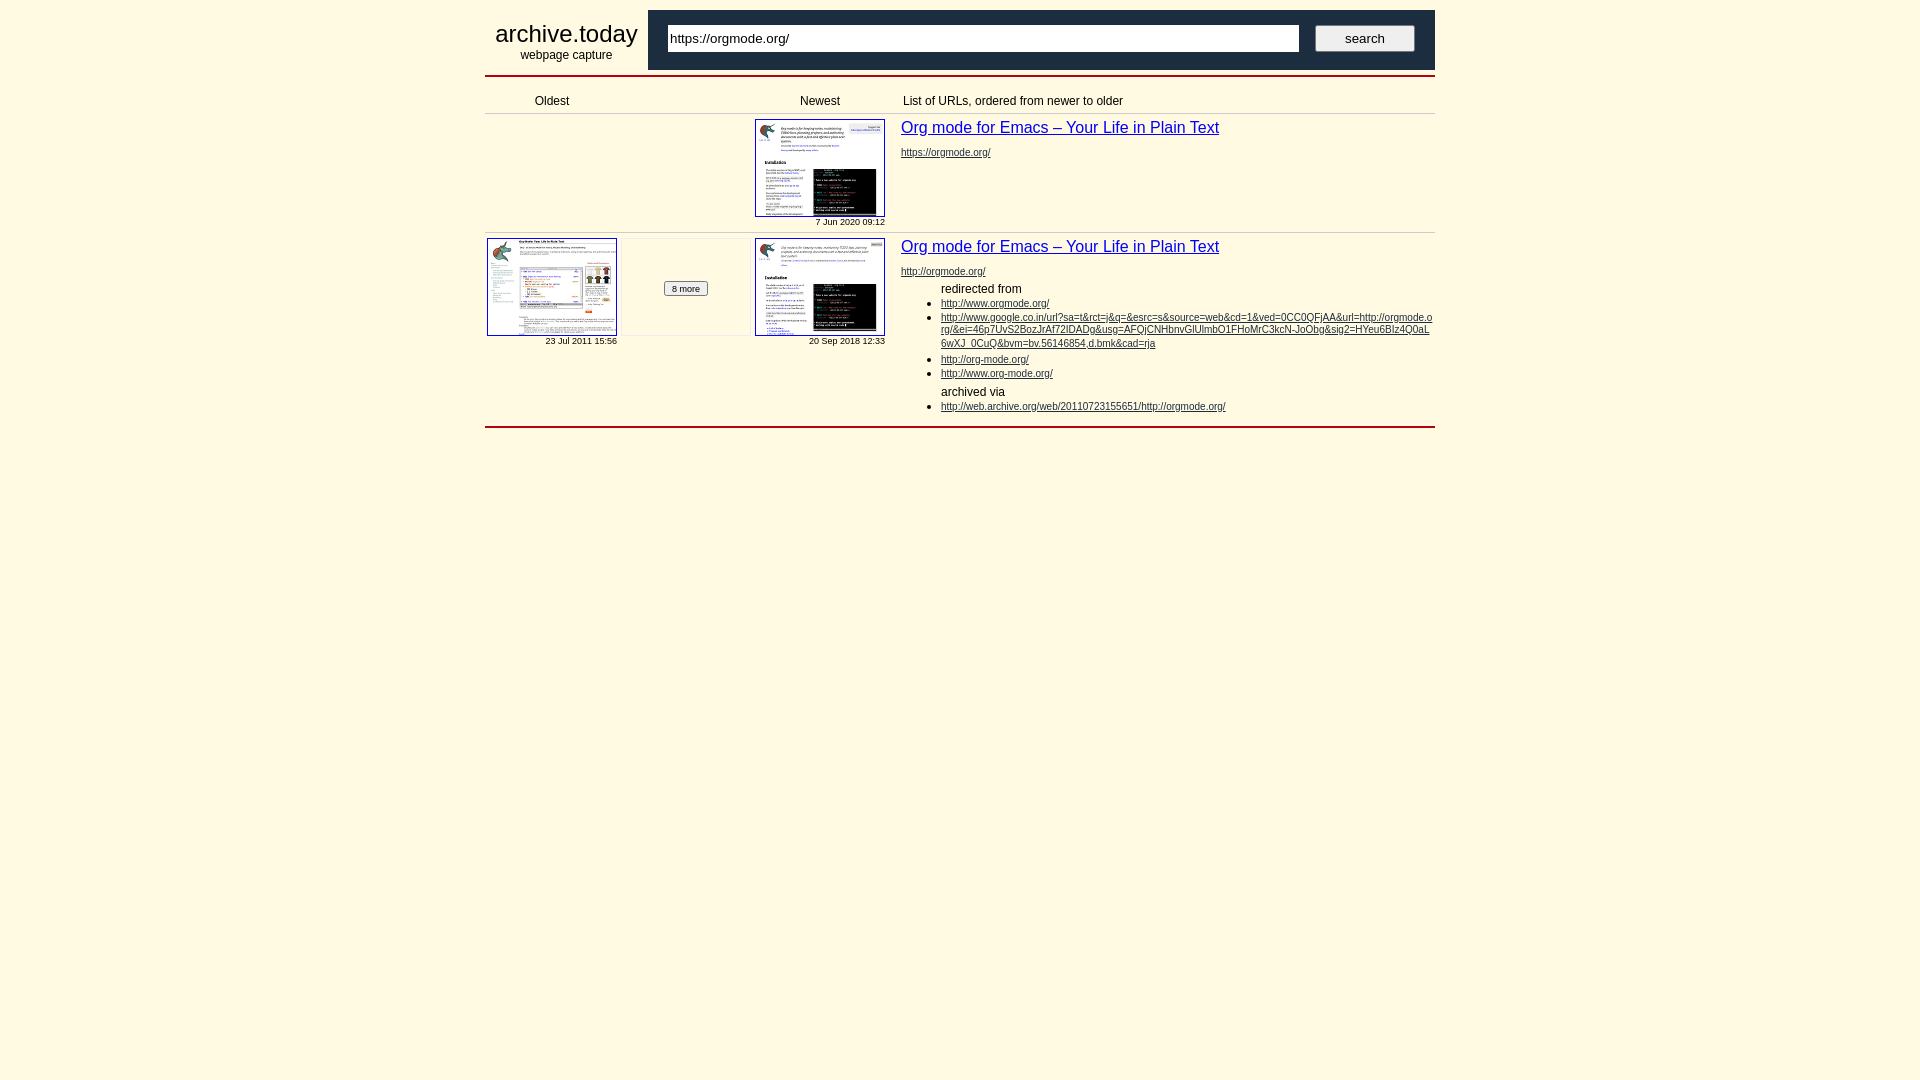 archive.today
webpage capture
https://orgmode.org/
search
Oldest
Newest
List of URLs, ordered from newer to older
Org mode for Emacs – Your Life in Plain Text
https://orgmode.org/
Installation
7 Jun 2020 09:12
Org mode for Emacs – Your Life in Plain Text
http://orgmode.org/
redirected from
http://www.orgmode.org/
http://www.google.co.in/url?sa=t&rct=j&q=&esrc=s&source=web&cd=1&ved=0CC0QFjAA&url=http://orgmode.o
rg/&ei=46p7UvS2BozJrAf72IDADg&usg=AFQjCNHbnvGlUlmbO1FHoMrC3kcN-JoObg&sig2=HYeu6BIz4Q0aL
6wXJ_0CuQ&bvm=bv.56146854,d.bmk&cad=rja
http://org-mode.org/
http://www.org-mode.org/
archived via
http://web.archive.org/web/20110723155651/http://orgmode.org/
8 more
Installation
23 Jul 2011 15:56
20 Sep 2018 12:33